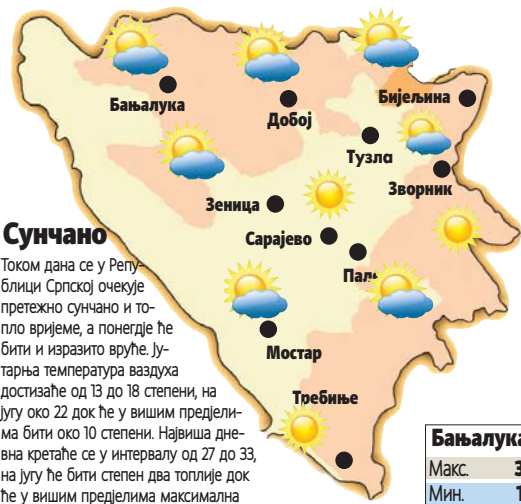 Бањалука
Добој
Бијељина
Тузла
Зворник
Зеница
Сарајево
Мостар
Требиње
Сунчано
Током дана се у Репу-
блици Српској очекује
претежно сунчано и то-
пло вријеме, а понегдје ће
бити и изразито вруће. Ју-
тарња температура ваздуха
достизаће од 13 до 18 степени, на
југу око 22 док ће у вишим предјели-
ма бити око 10 степени. Највиша дне-
вна кретаће се у интервалу од 27 до 33,
на југу ће бити степен два топлије док
ће у вишим предјелима максимална
Бањалука
Макс.
Мин.